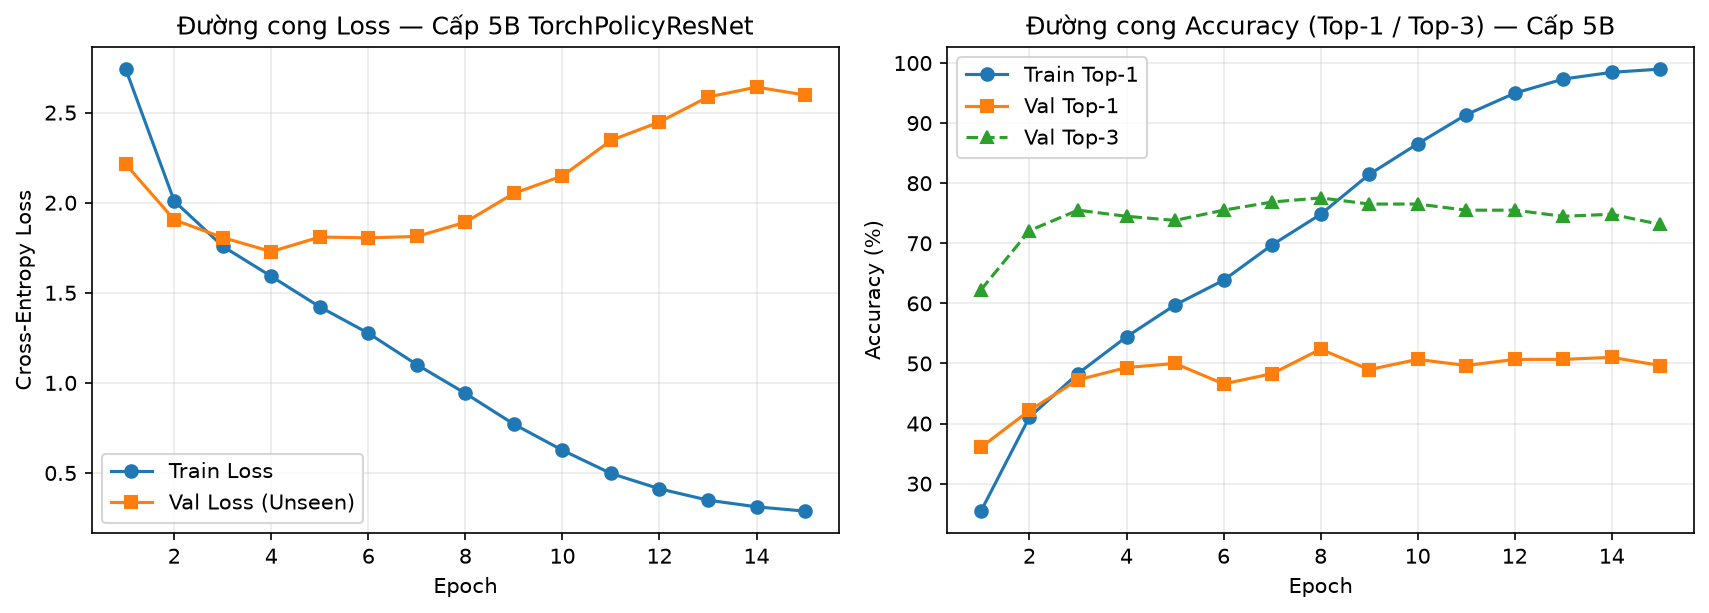 Đường cong Loss — Cấp 5B TorchPolicyResNet
Cross-Entropy Loss
2.5
2.0
1.5
1.0
0.5
Train Loss
Val Loss (Unseen)
2 4 6 8 10 12 14
Epoch
Đường cong Accuracy (Top-1 / Top-3) — Cấp 5B
Accuracy (%)
100
90
80
70
60
50
40
30
Train Top-1
Val Top-1
Val Top-3
2 4 6 8 10 12 14
Epoch